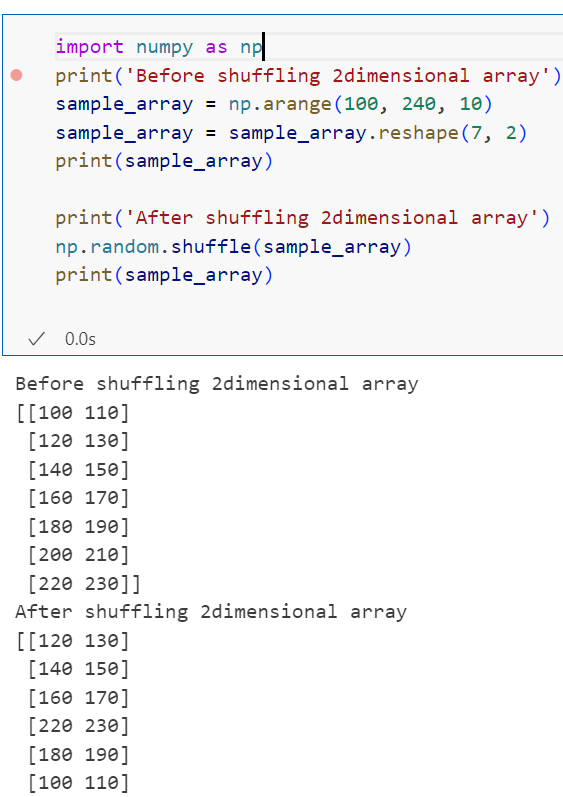 import numpy as np
print('Before shuffling 2dimensional array')
sample_array = np.arange(100, 240, 10)
sample_array = sample_array.reshape(7, 2)
print(sample_array)
print('After shuffling 2dimensional array')
np.random.shuffle(sample_array)
print(sample_array)
0.0s
Before shuffling 2dimensional array
[[100 110]
[120 130]
[140 150]
[160 170]
[180 190]
[200 210]
[220 230]]
After shuffling 2dimensional array
[[120 130]
[140 150]
[160 170]
[220 230]
[180 190]
[100 110]